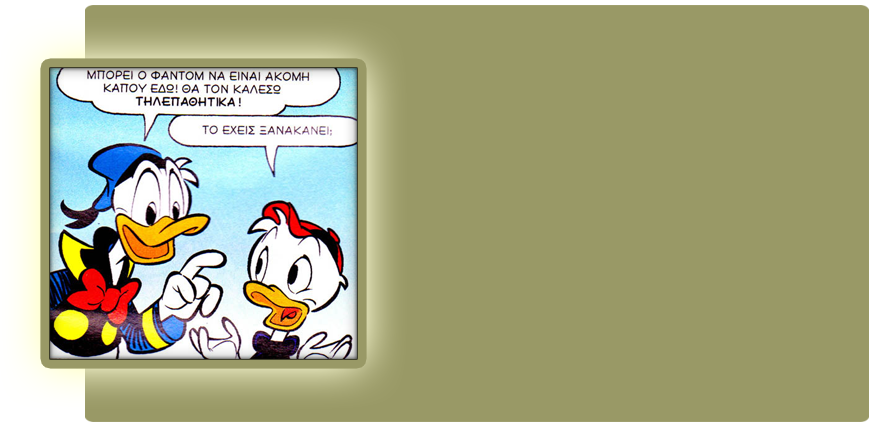 ΜΠΟΡΕΙ Ο ΦΑΝΤΟΜ ΝΑ ΕΙΝΑΙ ΑΚΟΜΗ
ΚΑΠΟΥ ΕΔΩ! ΘΑ ΤΟΝ ΚΑΛΕΣΩ
ΤΗΛΕΠΑΘΗΤΙΚΑ!
ΤΟ ΕΧΕΙΣ ΞΑΝΑΚΑΝΕΙ;